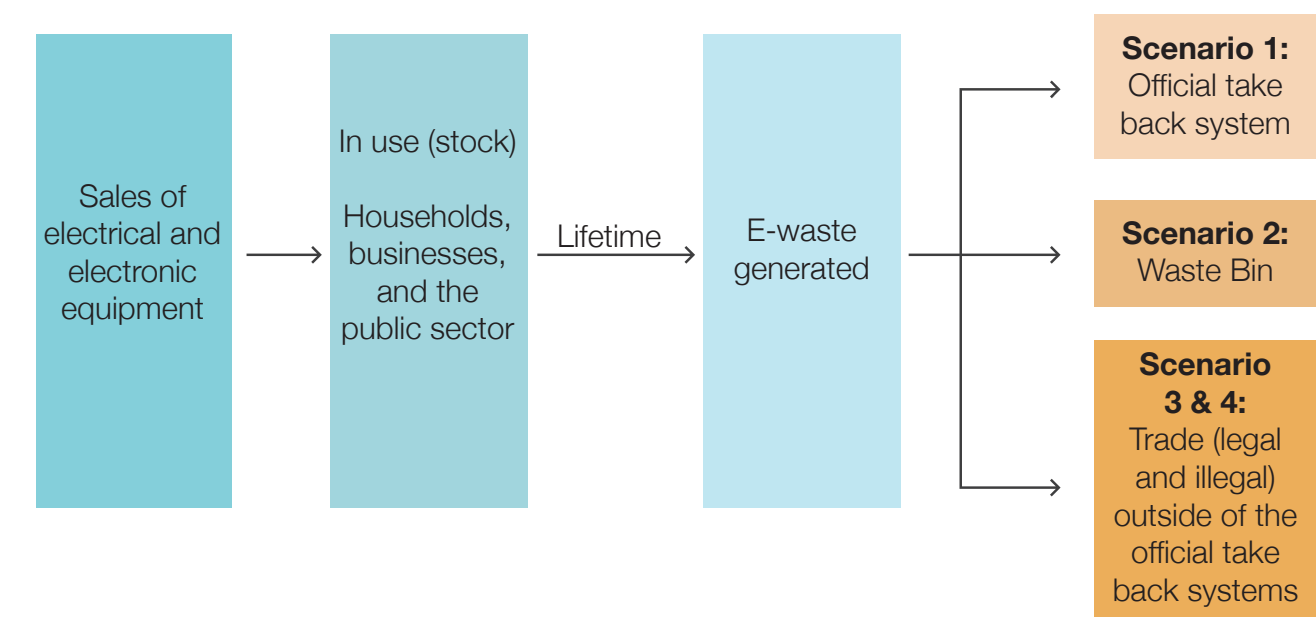 Sales of
electrical and
electronic
equipment
In use (stock)
Households,
businesses,
and the
public sector
Lifetime
E-waste
generated
Scenario 1:
Official take
back system
Scenario 2:
Waste Bin
Scenario
3 & 4:
Trade (legal
and illegal)
outside of the
official take
back systems